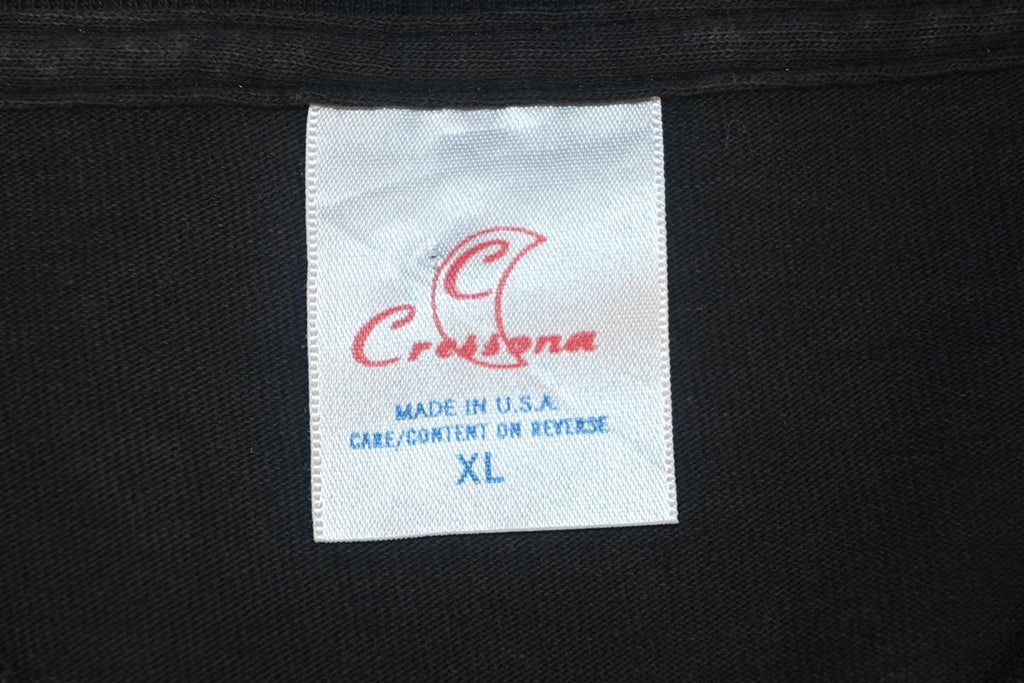 C
Cressona
MADE IN U.S.A.
CARE/CONTENT ON REVERSE
XL